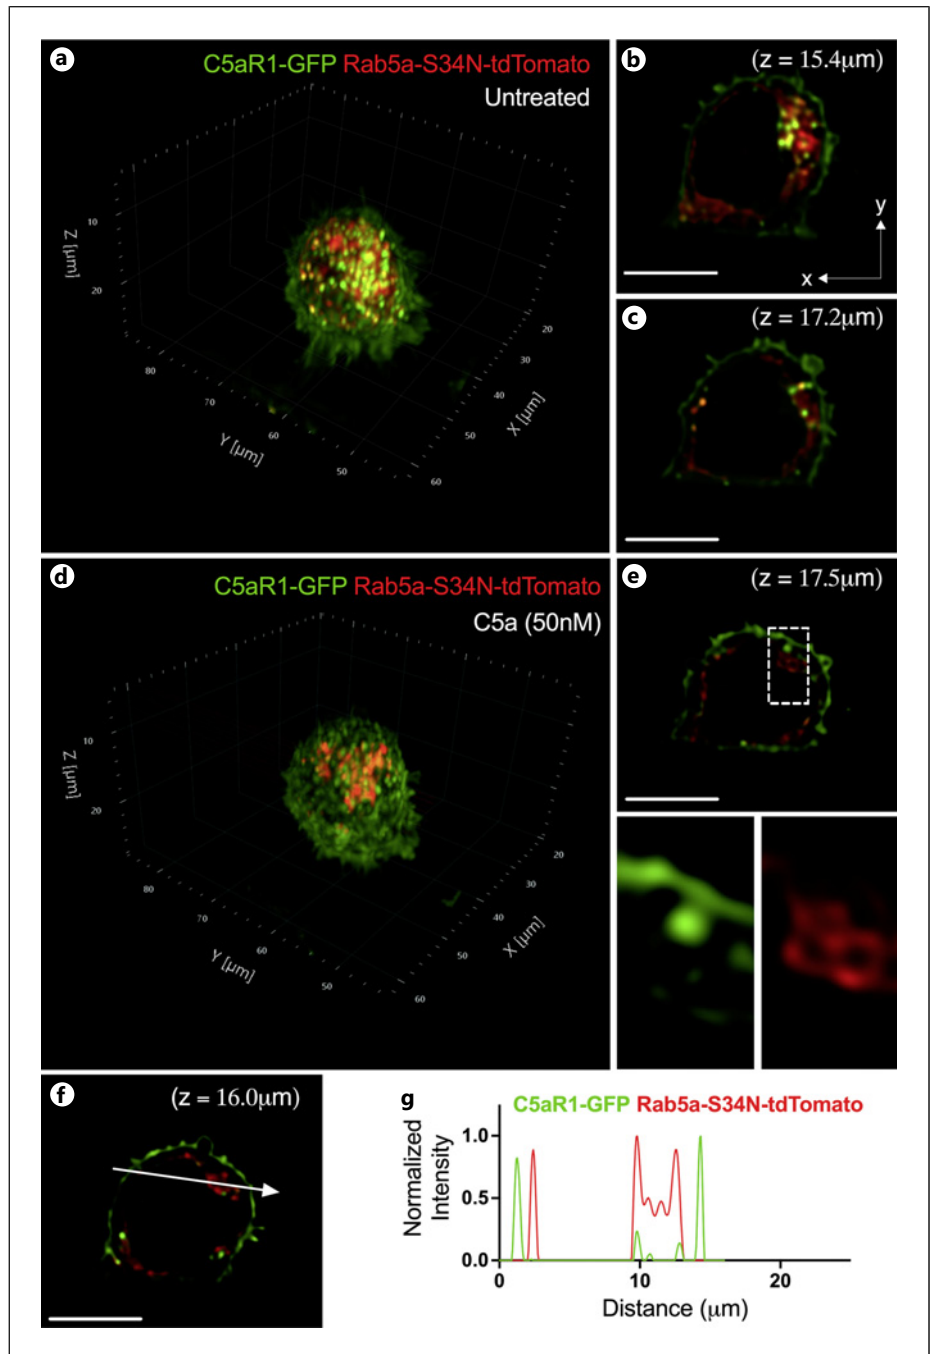 a
C5aR1-GFP Rab5a-S34N-tdTomato
Untreated
Z [µm]
10
20
80
70
60
50
Y [µm]
20
30
40
50
60
X [µm]
b
(z = 15.4µm)
y
x
c
(z = 17.2µm)
d
C5aR1-GFP Rab5a-S34N-tdTomato
C5a (50nM)
Z [µm]
10
20
80
70
60
50
Y [µm]
20
30
40
50
60
X [µm]
e
(z = 17.5µm)
f
(z = 16.0µm)
g
C5aR1-GFP Rab5a-S34N-tdTomato
Normalized
Intensity
1.0
0.5
0.0
0
10
20
Distance (µm)